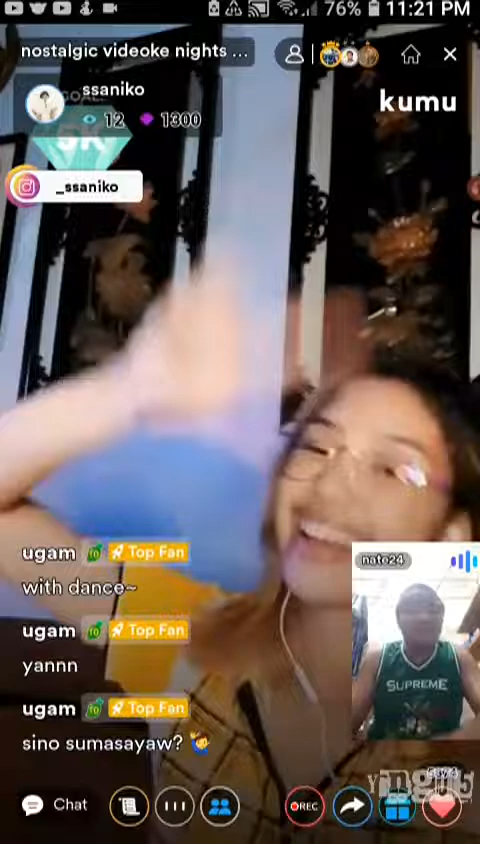 76% 11:21 PM
nostalgic videoke nights ...
ssaniko
12 1300
kumu
_ssaniko
ugam Top Fan
with dance~
ugam Top Fan
yannn
ugam Top Fan
sino sumasayaw? 🙋‍♂️
nate24
SUPREME
Chat
REC